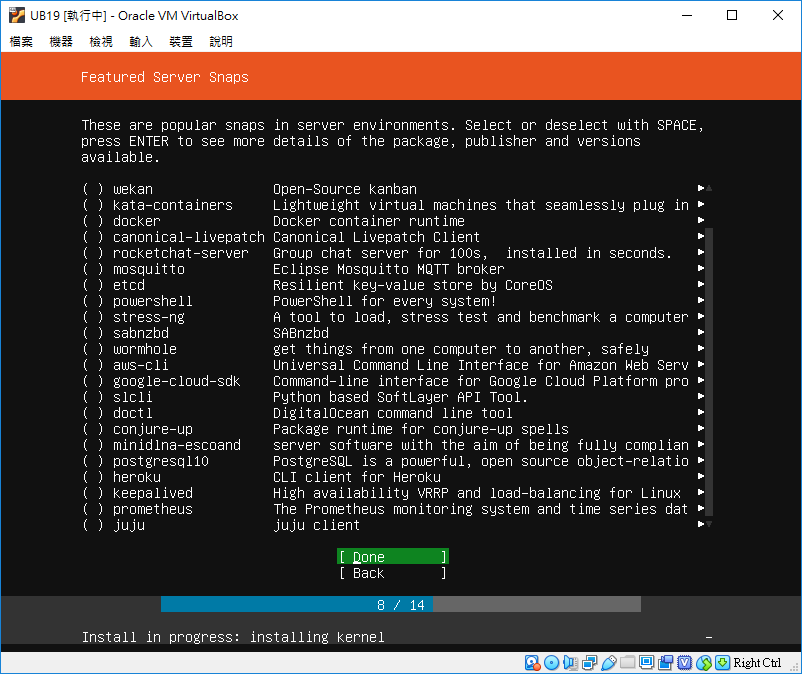 UB19 [執行中] - Oracle VM VirtualBox
檔案 機器 檢視 輸入 裝置 說明
Featured Server Snaps
These are popular snaps in server environments. Select or deselect with SPACE,
press ENTER to see more details of the package, publisher and versions
available.
( ) wekan Open-Source kanban
( ) kata-containers Lightweight virtual machines that seamlessly plug in
( ) docker Docker container runtime
( ) canonical-livepatch Canonical Livepatch Client
( ) rocketchat-server Group chat server for 100s, installed in seconds.
( ) mosquitto Eclipse Mosquitto MQTT broker
( ) etcd Resilient key-value store by CoreOS
( ) powershell PowerShell for every system!
( ) stress-ng A tool to load, stress test and benchmark a computer
( ) sabnzbd SABnzbd
( ) wormhole get things from one computer to another, safely
( ) aws-cli Universal Command Line Interface for Amazon Web Serv
( ) google-cloud-sdk Command-line interface for Google Cloud Platform pro
( ) slcli Python based SoftLayer API Tool.
( ) doctl DigitalOcean command line tool
( ) conjure-up Package runtime for conjure-up spells
( ) minidlna-escoand server software with the aim of being fully complian
( ) postgresql10 PostgreSQL is a powerful, open source object-relatio
( ) heroku CLI client for Heroku
( ) keepalived High availability VRRP and load-balancing for Linux
( ) prometheus The Prometheus monitoring system and time series dat
( ) juju juju client
[ Done ]
[ Back ]
8 / 14
Install in progress: installing kernel -
Right Ctrl